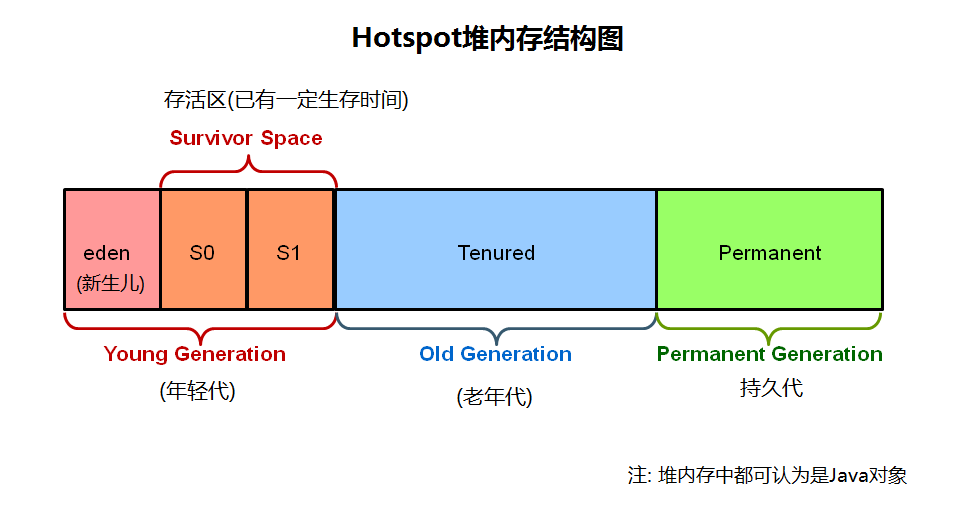 Hotspot堆内存结构图
存活区(已有一定生存时间)
Survivor Space
eden
(新生儿)
S0
S1
Tenured
Permanent
Young Generation
(年轻代)
Old Generation
(老年代)
Permanent Generation
持久代
注: 堆内存中都可认为是Java对象